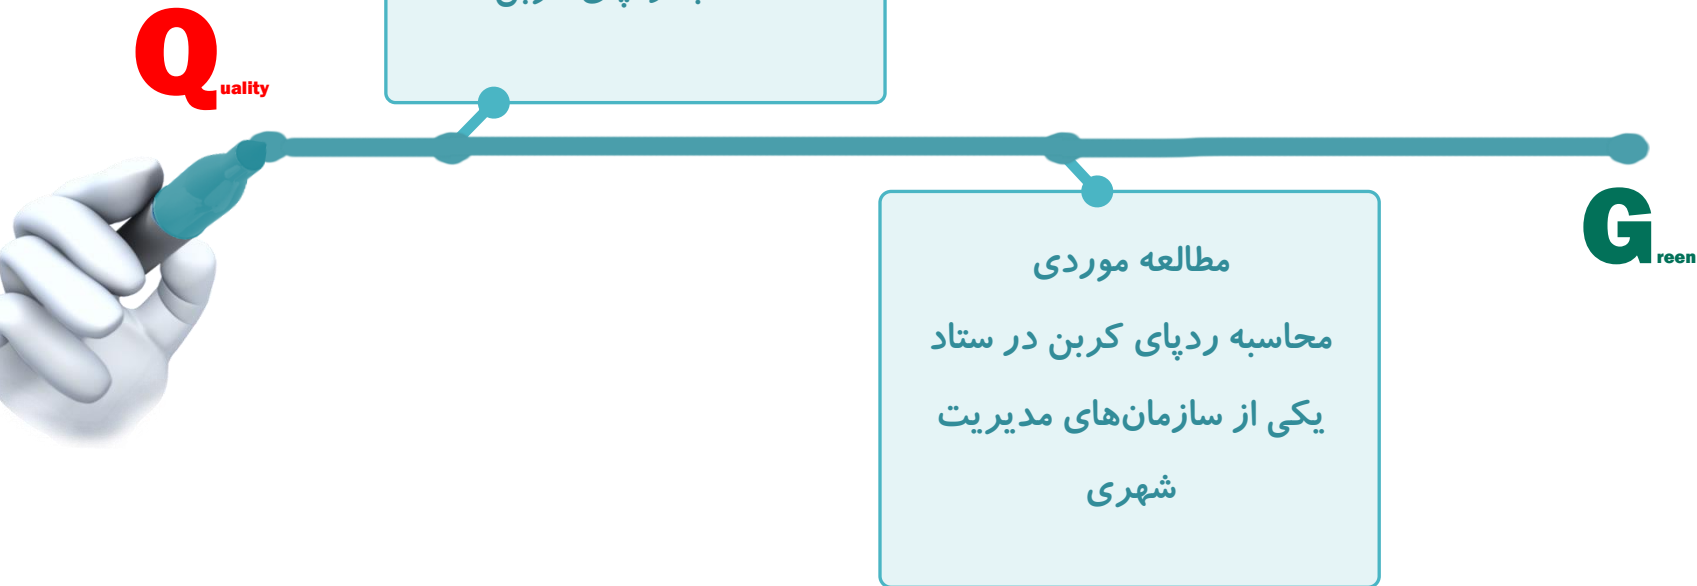 Quality
Green
مطالعه موردی
محاسبه ردپای کربن در ستاد
یکی از سازمان‌های مدیریت
شهری